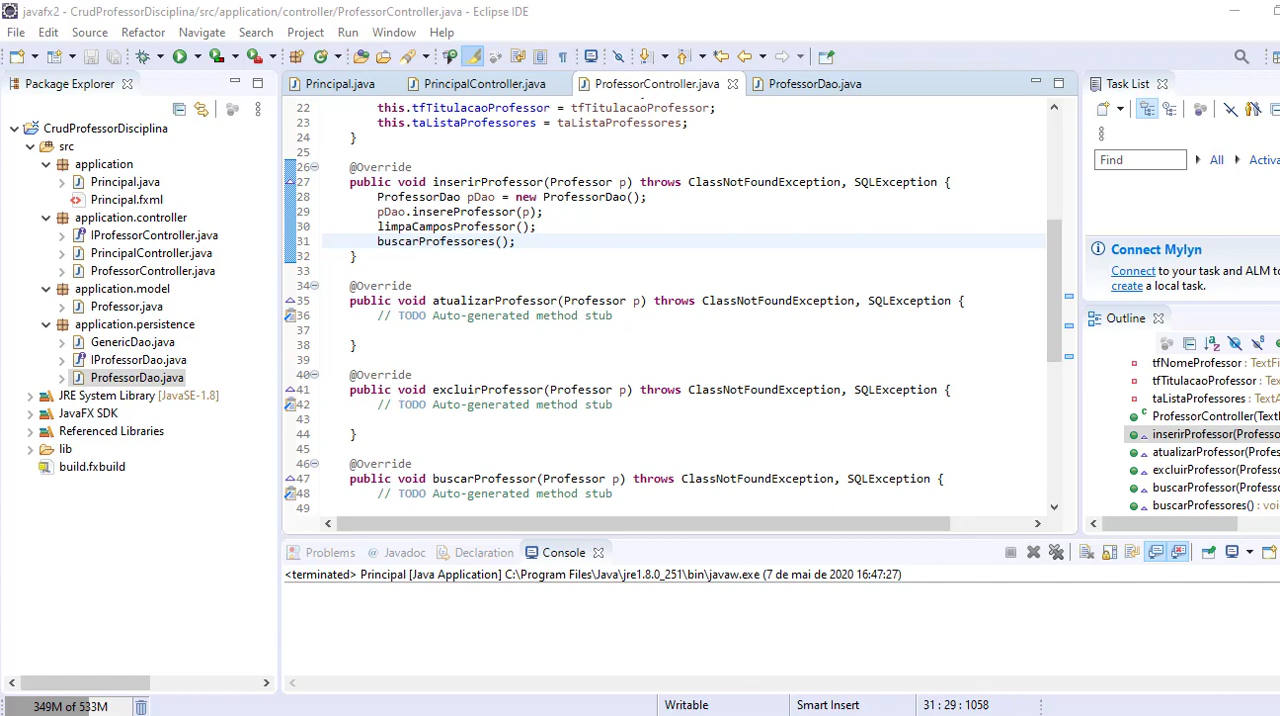 javafx2 - CrudProfessorDisciplina/src/application/controller/ProfessorController.java - Eclipse IDE
File Edit Source Refactor Navigate Search Project Run Window Help
Package Explorer
CrudProfessorDisciplina
src
application
Principal.java
Principal.fxml
application.controller
IProfessorController.java
PrincipalController.java
ProfessorController.java
application.model
Professor.java
application.persistence
GenericDao.java
IProfessorDao.java
ProfessorDao.java
JRE System Library [JavaSE-1.8]
JavaFX SDK
Referenced Libraries
lib
build.fxbuild
Principal.java PrincipalController.java ProfessorController.java ProfessorDao.java
22 this.tfTitulacaoProfessor = tfTitulacaoProfessor;
23 this.taListaProfessores = taListaProfessores;
24 }
25
26 @Override
27 public void inserirProfessor(Professor p) throws ClassNotFoundException, SQLException {
28 ProfessorDao pDao = new ProfessorDao();
29 pDao.insereProfessor(p);
30 limpaCamposProfessor();
31 buscarProfessores();
32 }
33
34 @Override
35 public void atualizarProfessor(Professor p) throws ClassNotFoundException, SQLException {
36 // TODO Auto-generated method stub
37
38 }
39
40 @Override
41 public void excluirProfessor(Professor p) throws ClassNotFoundException, SQLException {
42 // TODO Auto-generated method stub
43
44 }
45
46 @Override
47 public void buscarProfessor(Professor p) throws ClassNotFoundException, SQLException {
48 // TODO Auto-generated method stub
49
Task List
Find All Activa
Connect Mylyn
Connect to your task and ALM to
create a local task.
Outline
tfNomeProfessor : TextFi
tfTitulacaoProfessor : Te
taListaProfessores : TextA
ProfessorController(Text
inserirProfessor(Professo
atualizarProfessor(Profes
excluirProfessor(Profess
buscarProfessor(Profess
buscarProfessores() : voi
Problems Javadoc Declaration Console
<terminated> Principal [Java Application] C:\Program Files\Java\jre1.8.0_251\bin\javaw.exe (7 de mai de 2020 16:47:27)
349M of 533M Writable Smart Insert 31 : 29 : 1058